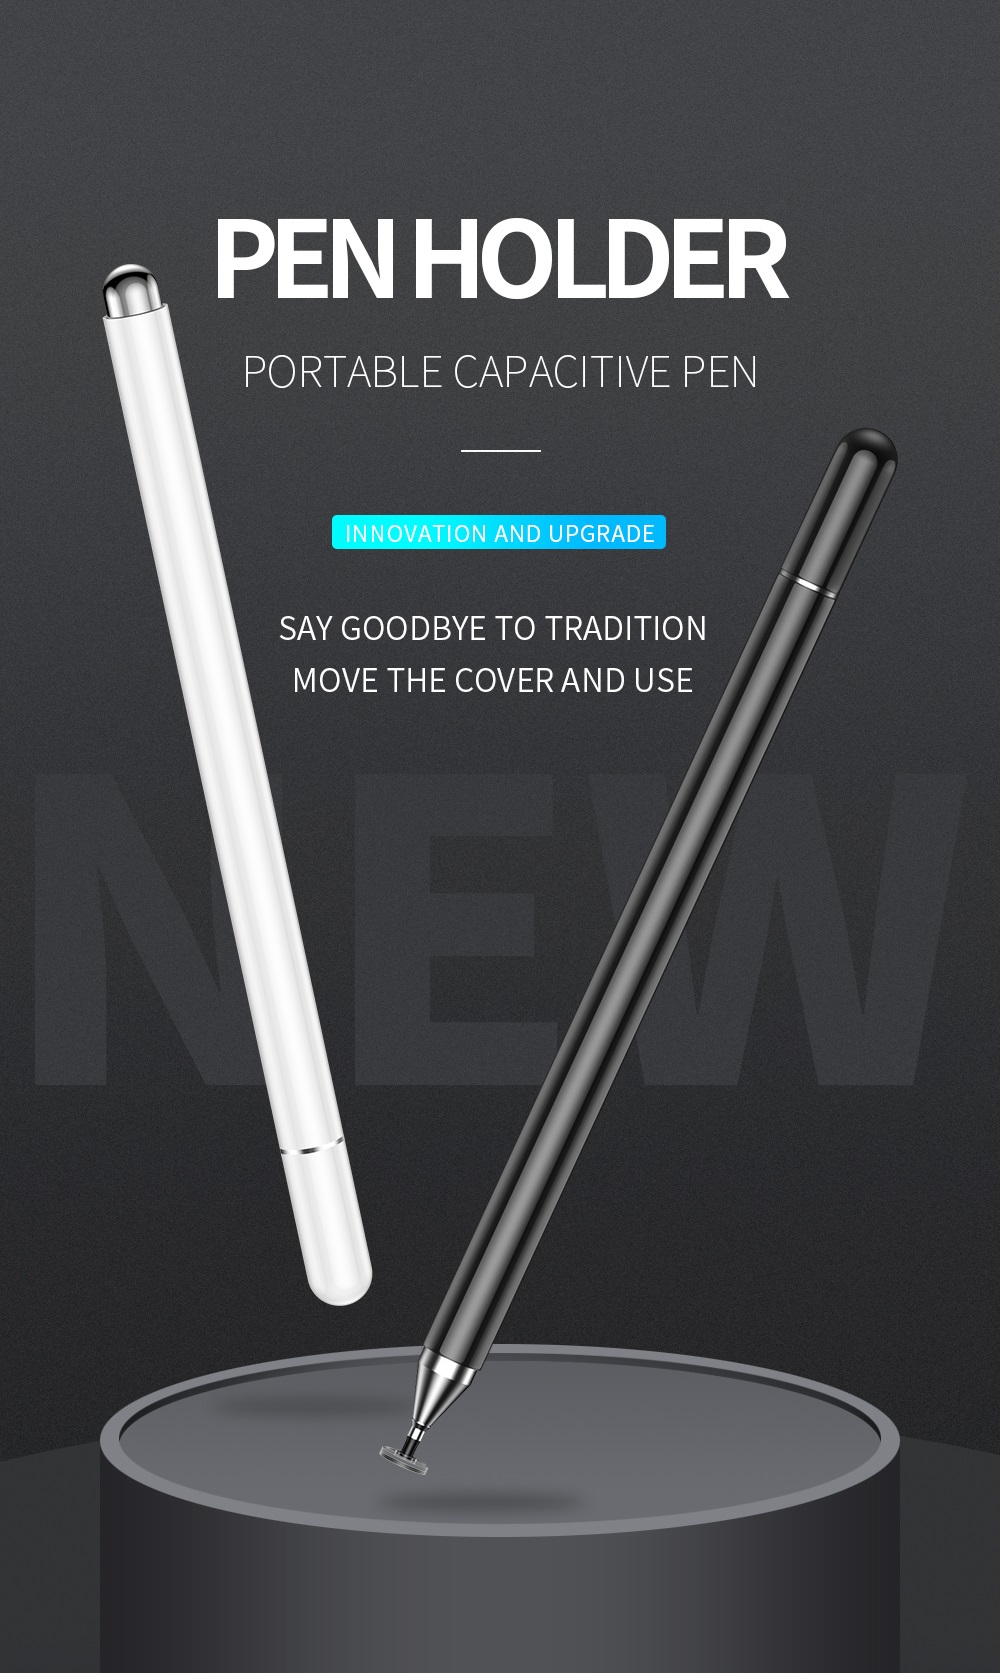 PEN HOLDER
PORTABLE CAPACITIVE PEN
INNOVATION AND UPGRADE
SAY GOODBYE TO TRADITION
MOVE THE COVER AND USE
NEW